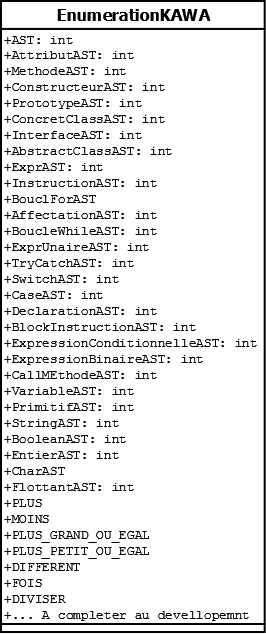 EnumerationKAWA
+AST: int
+AttributAST: int
+MethodeAST: int
+ConstructeurAST: int
+PrototypeAST: int
+ConcretClassAST: int
+InterfaceAST: int
+AbstractClassAST: int
+ExprAST: int
+InstructionAST: int
+BouclForAST
+AffectationAST: int
+BoucleWhileAST: int
+ExprUnaireAST: int
+TryCatchAST: int
+SwitchAST: int
+CaseAST: int
+DeclarationAST: int
+BlockInstructionAST: int
+ExpressionConditionnelleAST: int
+ExpressionBinaireAST: int
+CallMEthodeAST: int
+VariableAST: int
+PrimitifAST: int
+StringAST: int
+BooleanAST: int
+EntierAST: int
+CharAST
+FlottantAST: int
+PLUS
+MOINS
+PLUS_GRAND_OU_EGAL
+PLUS_PETIT_OU_EGAL
+DIFFERENT
+FOIS
+DIVISER
+... A completer au devellopemnt